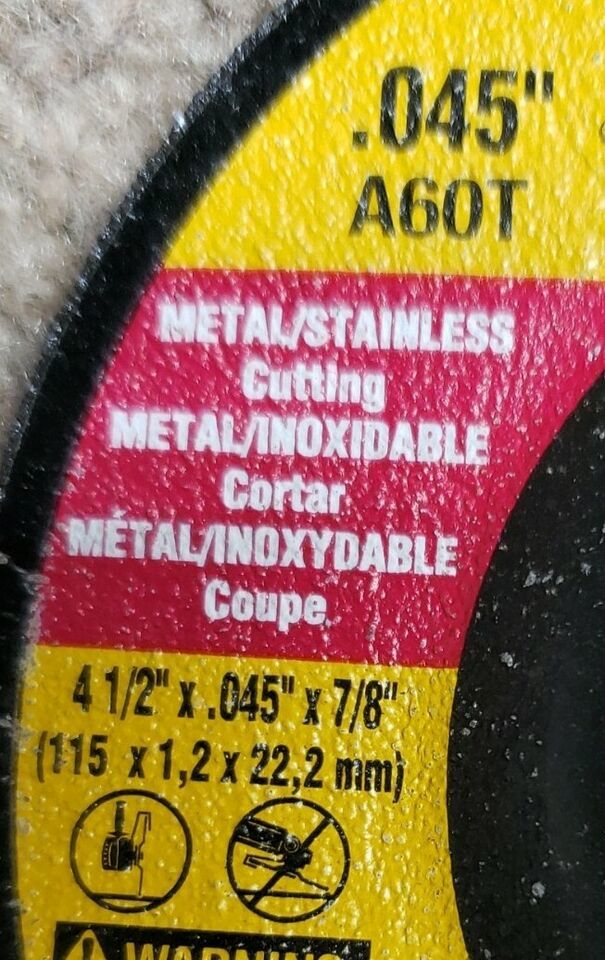 .045"
A60T
METAL/STAINLESS
Cutting
METAL/INOXIDABLE
Cortar
MÉTAL/INOXYDABLE
Coupe
4 1/2" x .045" x 7/8"
(115 x 1,2 x 22,2 mm)
WARNING